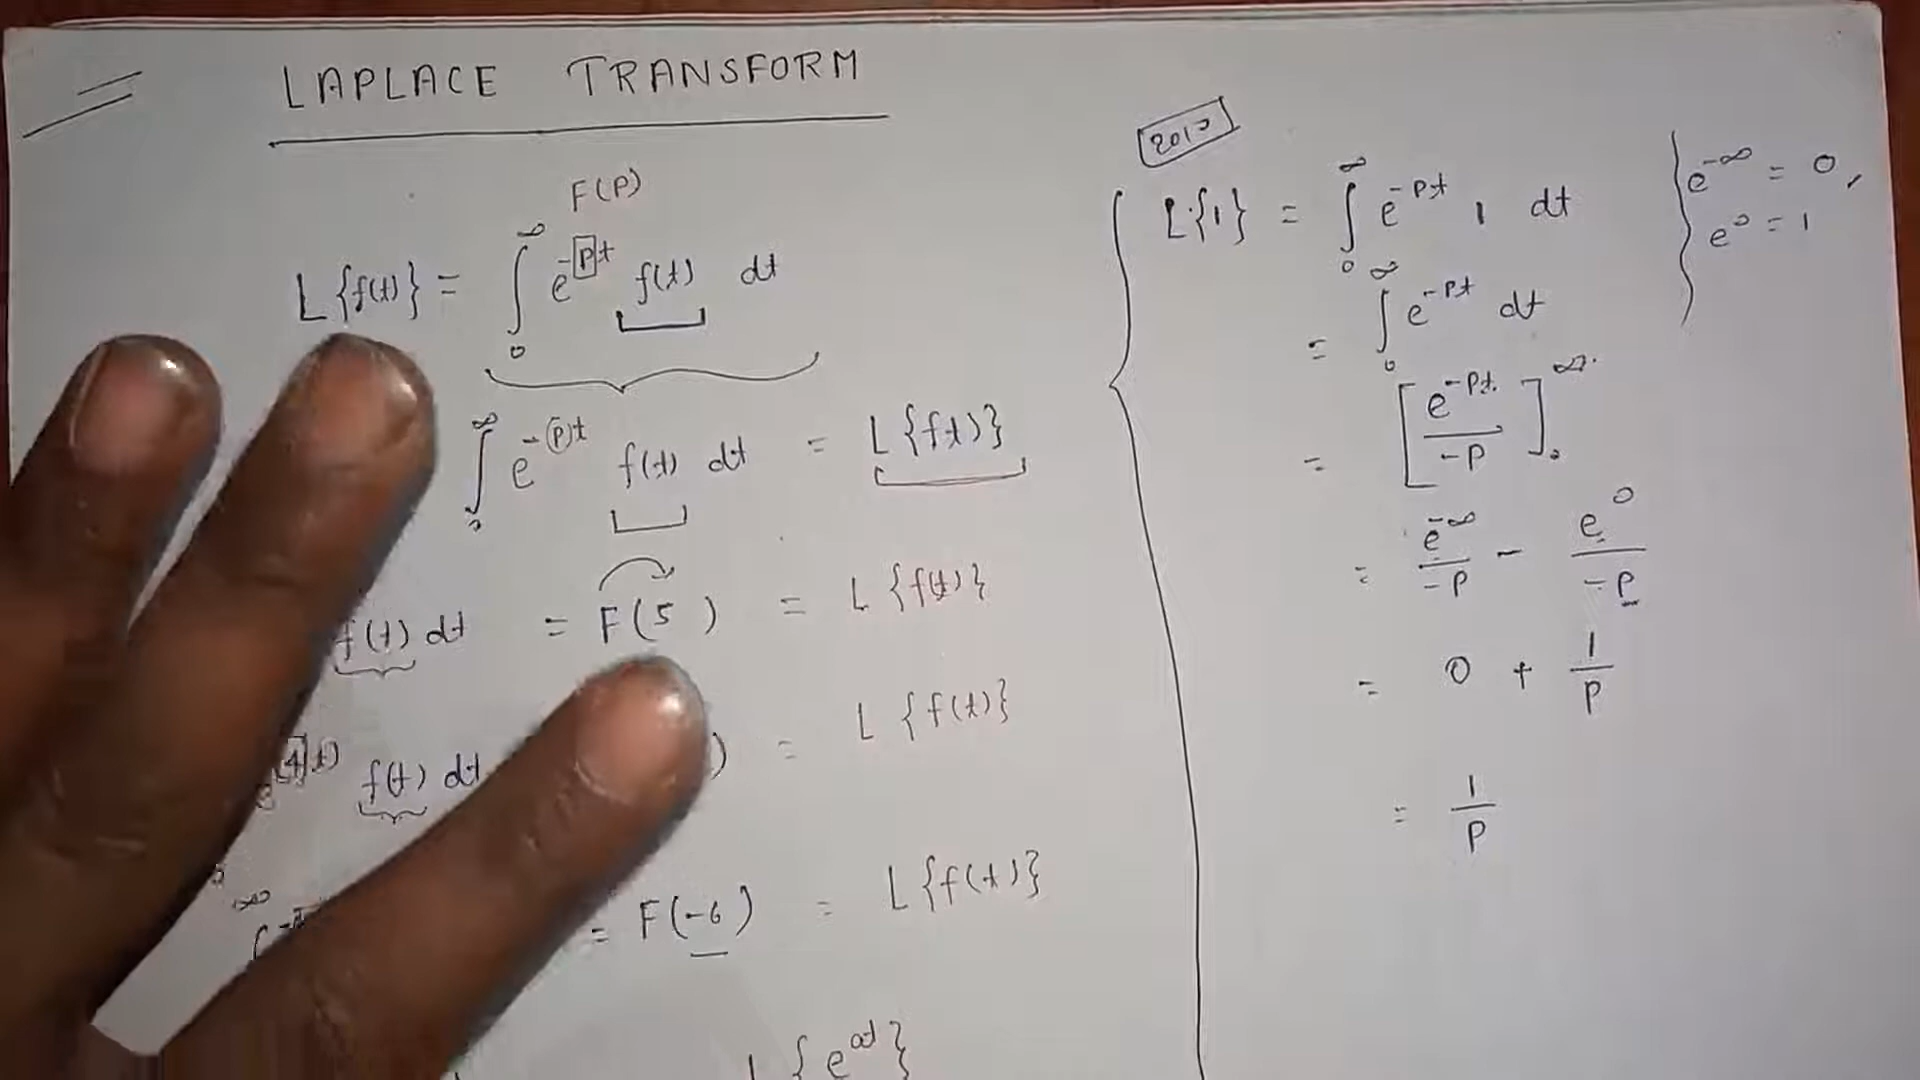 LAPLACE TRANSFORM
F(P)
L{f(t)} = ∫₀^∞ e^-pt f(t) dt
∫₀^∞ e^-(p)t f(t) dt = L{f(t)}
f(t) dt = F(5) = L{f(t)}
f(t) dt ) = L{f(t)}
= F(-6) = L{f(t)}
L{e^at}
L{1} = ∫₀^∞ e^-pt 1 dt
= ∫₀^∞ e^-pt dt
= [e^-pt / -p]₀^∞
= e^-∞ / -p - e^0 / -p
= 0 + 1/p
= 1/p
e^-∞ = 0,
e^0 = 1